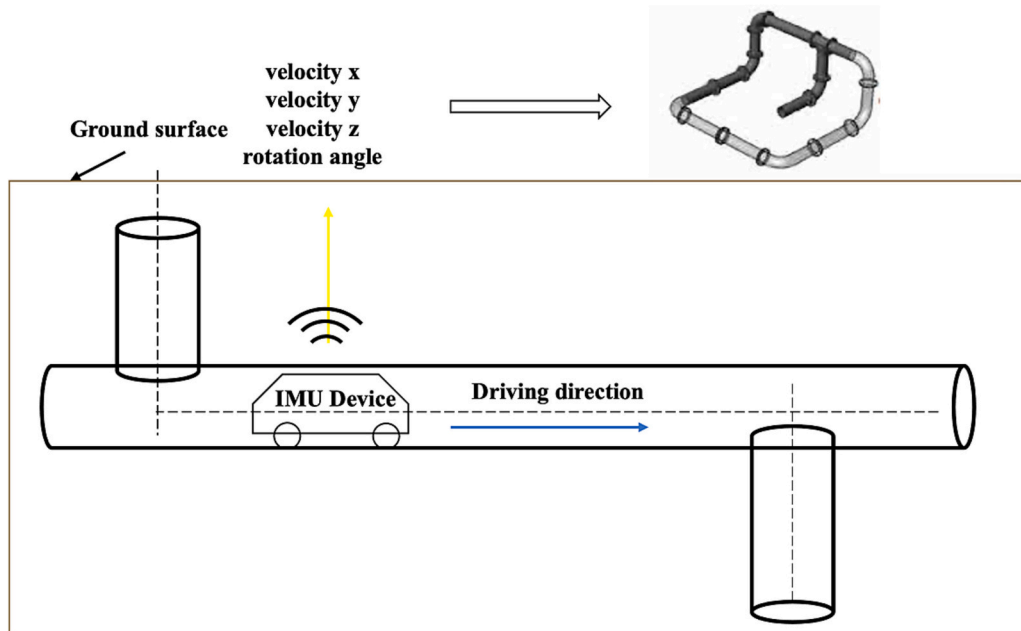 velocity x
velocity y
velocity z
rotation angle
Ground surface
IMU Device
Driving direction